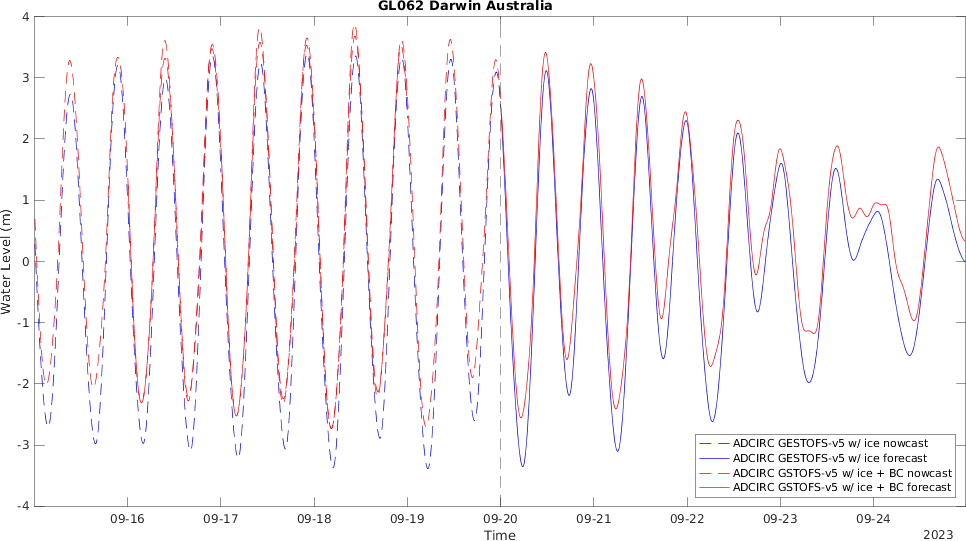 GL062 Darwin Australia
4
3
2
1
0
-1
-2
-3
-4
Water Level (m)
09-16
09-17
09-18
09-19
09-20
09-21
09-22
09-23
09-24
Time
2023
ADCIRC GESTOFS-v5 w/ ice nowcast
ADCIRC GESTOFS-v5 w/ ice forecast
ADCIRC GSTOFS-v5 w/ ice + BC nowcast
ADCIRC GSTOFS-v5 w/ ice + BC forecast